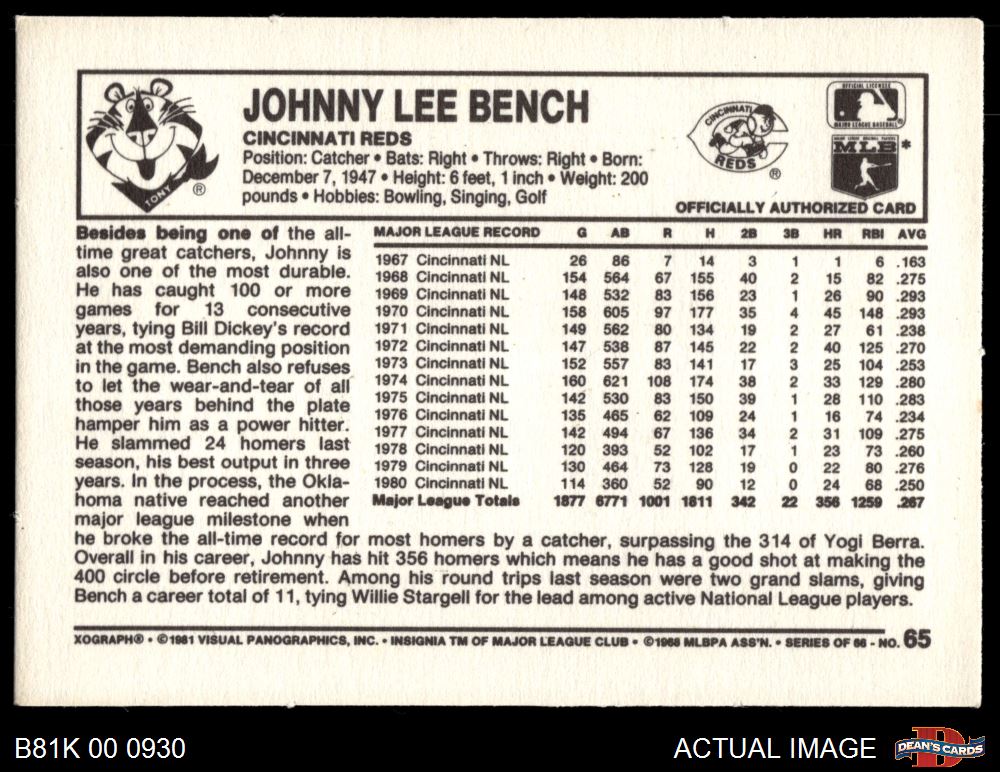 JOHNNY LEE BENCH
CINCINNATI REDS
Position: Catcher • Bats: Right • Throws: Right • Born:
December 7, 1947 • Height: 6 feet, 1 inch • Weight: 200
pounds • Hobbies: Bowling, Singing, Golf
TONY
®
CINCINNATI
REDS
®
OFFICIAL LICENSEE
MAJOR LEAGUE BASEBALL
MLB*
OFFICIALLY AUTHORIZED CARD
Besides being one of the all-
time great catchers, Johnny is
also one of the most durable.
He has caught 100 or more
games for 13 consecutive
years, tying Bill Dickey's record
at the most demanding position
in the game. Bench also refuses
to let the wear-and-tear of all
those years behind the plate
hamper him as a power hitter.
He slammed 24 homers last
season, his best output in three
years. In the process, the Okla-
homa native reached another
major league milestone when
he broke the all-time record for most homers by a catcher, surpassing the 314 of Yogi Berra.
Overall in his career, Johnny has hit 356 homers which means he has a good shot at making the
400 circle before retirement. Among his round trips last season were two grand slams, giving
Bench a career total of 11, tying Willie Stargell for the lead among active National League players.
MAJOR LEAGUE RECORD G AB R H 2B 3B HR RBI AVG
1967 Cincinnati NL 26 86 7 14 3 1 1 6 .163
1968 Cincinnati NL 154 564 67 155 40 2 15 82 .275
1969 Cincinnati NL 148 532 83 156 23 1 26 90 .293
1970 Cincinnati NL 158 605 97 177 35 4 45 148 .293
1971 Cincinnati NL 149 562 80 134 19 2 27 61 .238
1972 Cincinnati NL 147 538 87 145 22 2 40 125 .270
1973 Cincinnati NL 152 557 83 141 17 3 25 104 .253
1974 Cincinnati NL 160 621 108 174 38 2 33 129 .280
1975 Cincinnati NL 142 530 83 150 39 1 28 110 .283
1976 Cincinnati NL 135 465 62 109 24 1 16 74 .234
1977 Cincinnati NL 142 494 67 136 34 2 31 109 .275
1978 Cincinnati NL 120 393 52 102 17 1 23 73 .260
1979 Cincinnati NL 130 464 73 128 19 0 22 80 .276
1980 Cincinnati NL 114 360 52 90 12 0 24 68 .250
Major League Totals 1877 6771 1001 1811 342 22 356 1259 .267
XOGRAPH® • ©1981 VISUAL PANOGRAPHICS, INC. • INSIGNIA TM OF MAJOR LEAGUE CLUB • ©1968 MLBPA ASS'N. • SERIES OF 66 - NO. 65
B81K 00 0930
ACTUAL IMAGE
DEAN'S CARDS